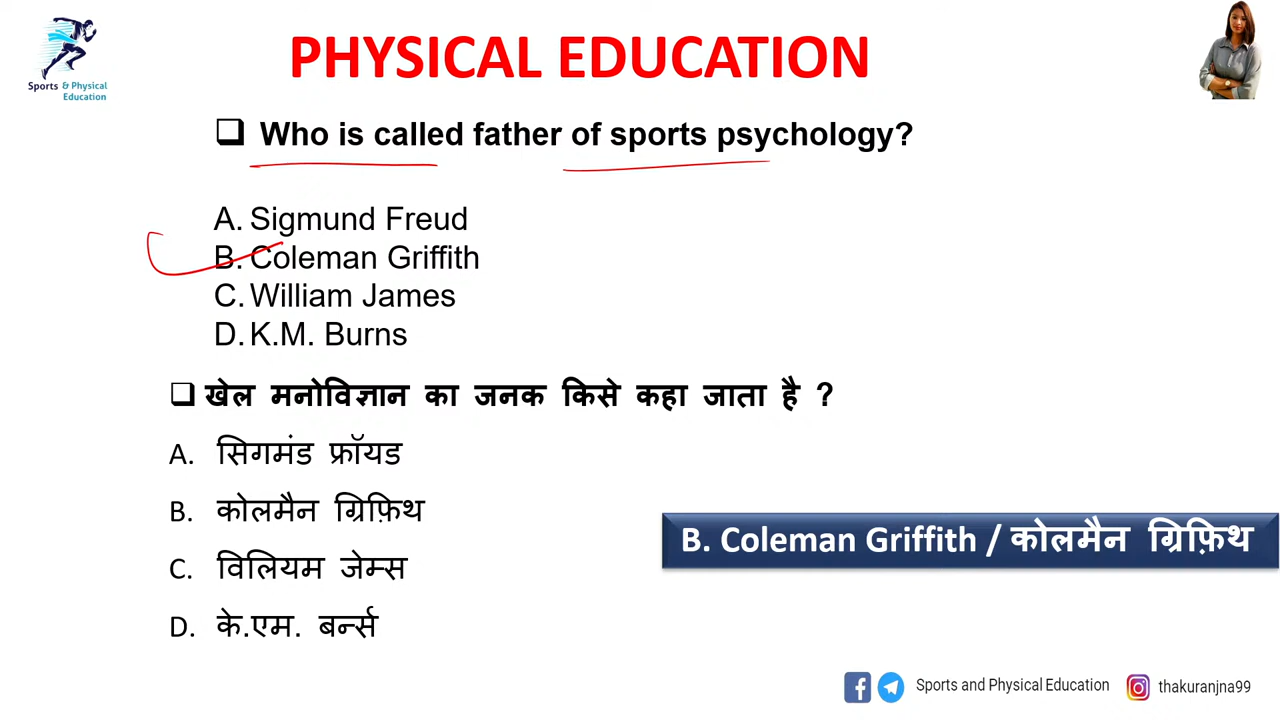 Sports & Physical
Education
PHYSICAL EDUCATION
❑ Who is called father of sports psychology?
A. Sigmund Freud
B. Coleman Griffith
C. William James
D. K.M. Burns
❑ खेल मनोविज्ञान का जनक किसे कहा जाता है ?
A. सिगमंड फ्रॉयड
B. कोलमैन ग्रिफ़िथ
C. विलियम जेम्स
D. के.एम. बर्न्स
B. Coleman Griffith / कोलमैन ग्रिफ़िथ
Sports and Physical Education thakuranjna99